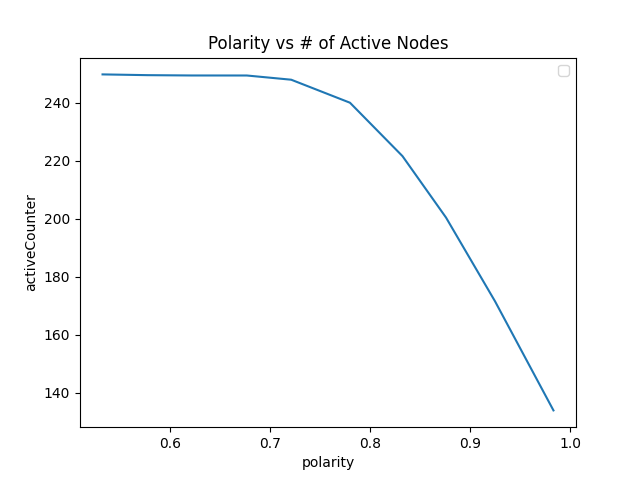 Polarity vs # of Active Nodes
activeCounter
240
220
200
180
160
140
0.6 0.7 0.8 0.9 1.0
polarity